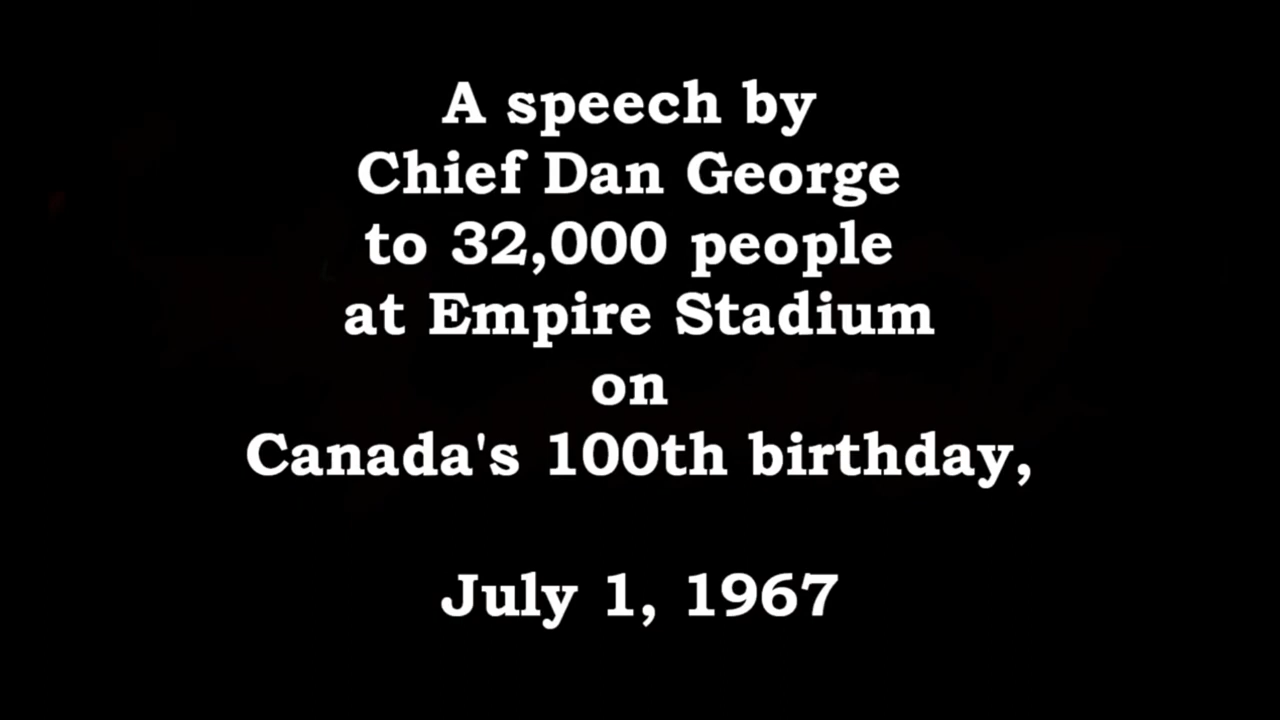 A speech by
Chief Dan George
to 32,000 people
at Empire Stadium
on
Canada's 100th birthday,
July 1, 1967